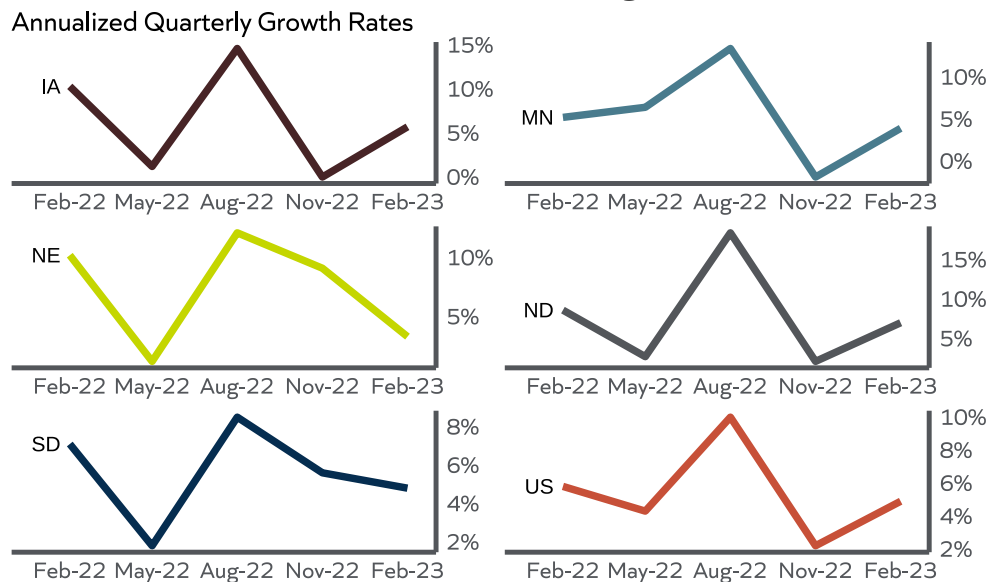 Annualized Quarterly Growth Rates
IA
15%
10%
5%
0%
Feb-22 May-22 Aug-22 Nov-22 Feb-23
MN
10%
5%
0%
Feb-22 May-22 Aug-22 Nov-22 Feb-23
NE
10%
5%
Feb-22 May-22 Aug-22 Nov-22 Feb-23
ND
15%
10%
5%
Feb-22 May-22 Aug-22 Nov-22 Feb-23
SD
8%
6%
4%
2%
Feb-22 May-22 Aug-22 Nov-22 Feb-23
US
10%
8%
6%
4%
2%
Feb-22 May-22 Aug-22 Nov-22 Feb-23